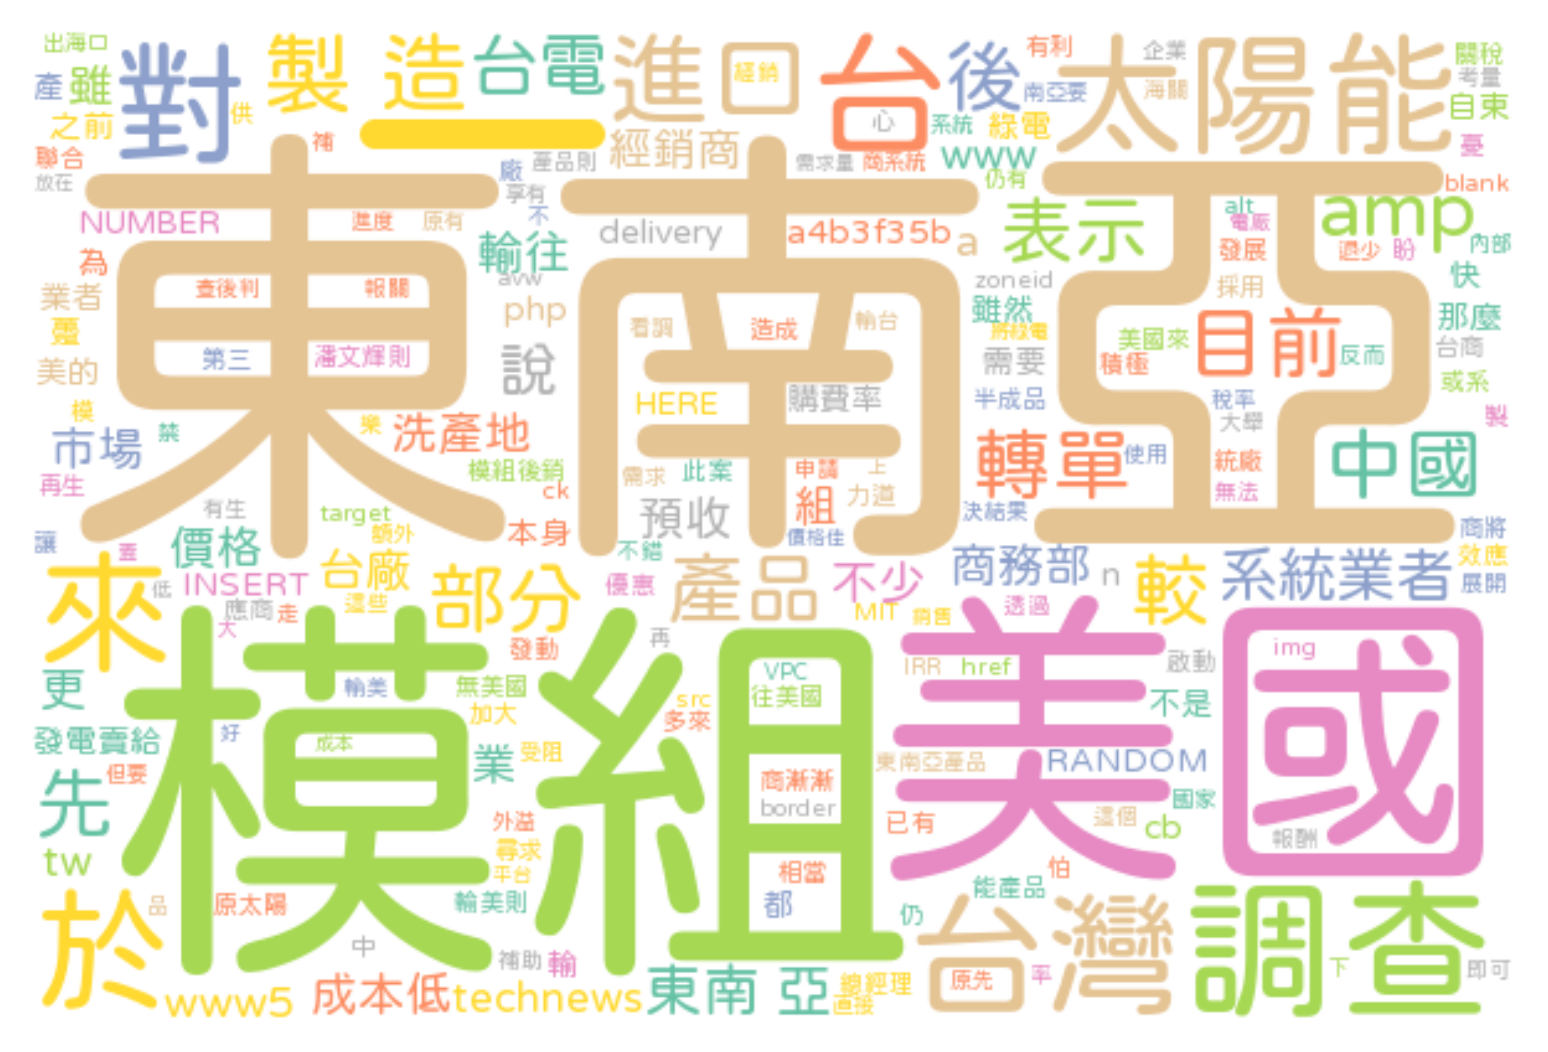 出海口
產
雖
之前
聯合
放在
對
供
製
造
一
台電
進口
經銷
台
心
後
系統
綠電
www
有利
南亞要
企業
海關
太陽能
關稅
考量
自東
憂
blank
補
經銷商
廠
產品則
享有
不
需求量
商系統
仍有
東南亞
NUMBER
進度
原有
輸往
avw
delivery
a4b3f35b
a
表示
alt
電廠
發展
amp
退少
盼
內部
快
為
業者
美的
查後判
報關
第三
潘文輝則
php
說
看調
造成
輸台
HERE
購費率
zoneid
雖然
將綠電
需要
半成品
採用
美國來
積極
目前
反而
稅率
大舉
那麼
台商
或系
製
模
市場
再生
禁
樂
洗產地
模組後銷
ck
需求
此案
申請
上
組
力道
預收
價格佳
不錯
轉單
使用
統廠
無法
決結果
中國
商將
效應
展開
讓
蓋
有生
價格
target
額外
本身
來
低
INSERT
台廠
這些
部分
優惠
產品
不少
MIT
銷售
商務部
n
透過
較
系統業者
應商
走
大
模組
更
發電賣給
先
但要
tw
好
輸美
成本
發動
無美國
加大
業
受阻
外溢
尋求
平台
輸美則
再
src
多來
VPC
往美國
商漸漸
border
相當
都
美國
IRR
href
啟動
不是
東南亞產品
RANDOM
國家
這個
cb
已有
怕
能產品
img
報酬
於
品
原太陽
中
www5
成本低
補助
輸
technews
東南 亞
總經理
直接
仍
台灣
原先
率
調查
下
即可